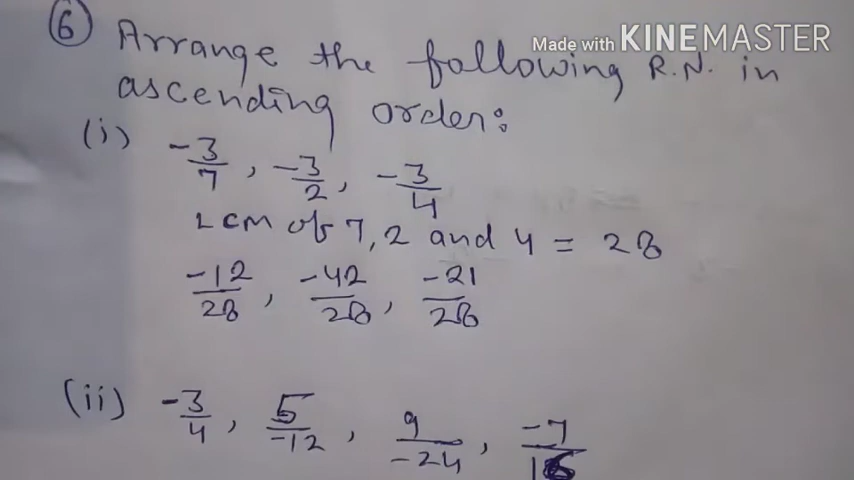 Made with KINEMASTER
⑥ Arrange the following R.N. in
ascending order:
(i) -3/7, -3/2, -3/4
LCM of 7, 2 and 4 = 28
-12/28, -42/28, -21/28
(ii) -3/4, 5/-12, 9/-24, -7/16